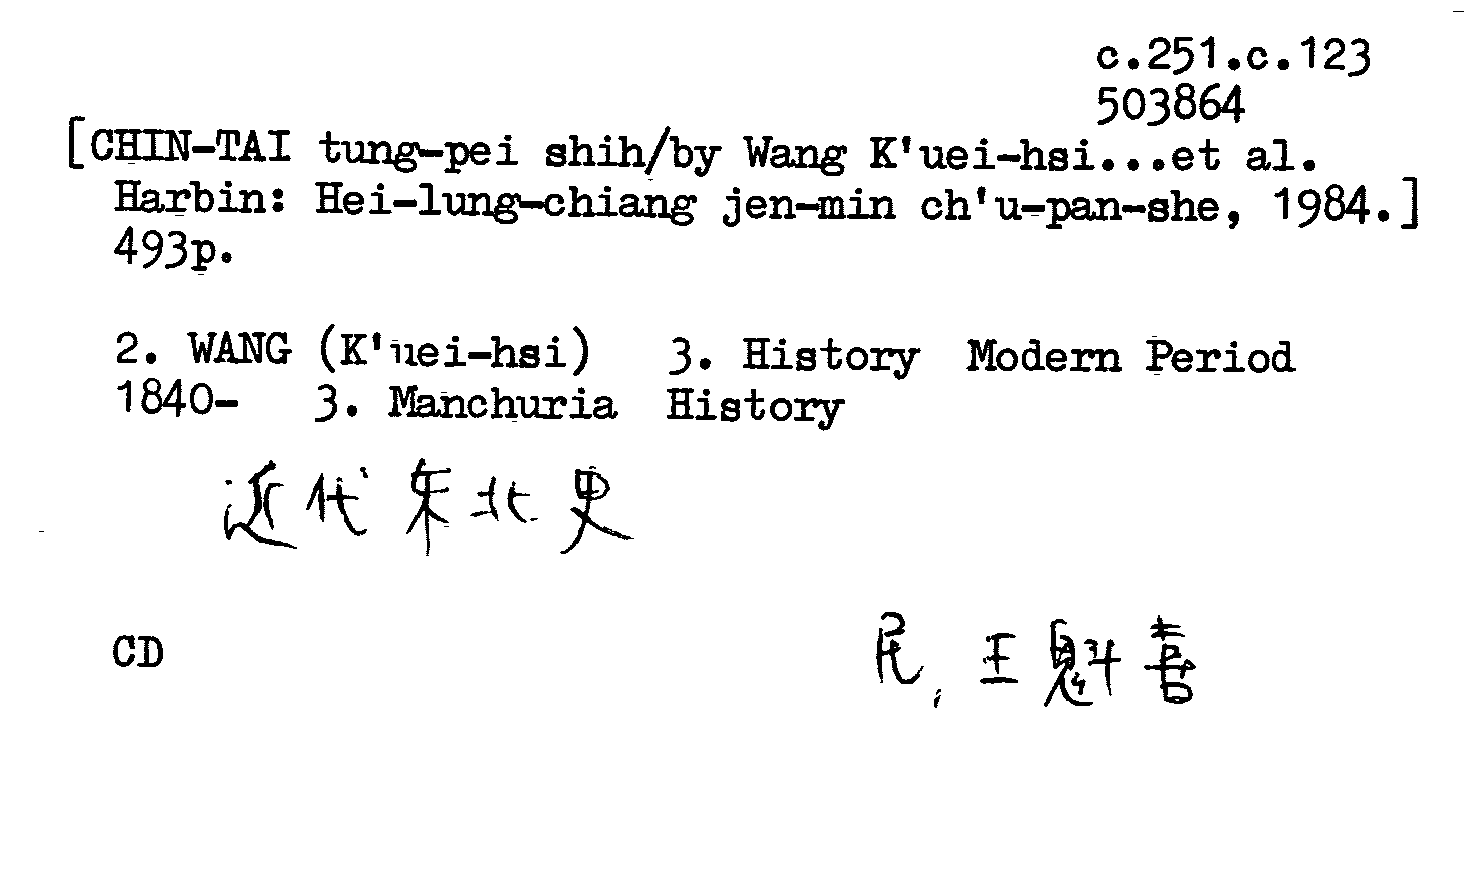 c.251.c.123
503864
[CHIN-TAI tung-pei shih/by Wang K'uei-hsi...et al.
Harbin: Hei-lung-chiang jen-min ch'u-pan-she, 1984.]
493p.
2. WANG (K'uei-hsi) 3. History Modern Period
1840- 3. Manchuria History
近代东北史
CD
民, 王魁喜